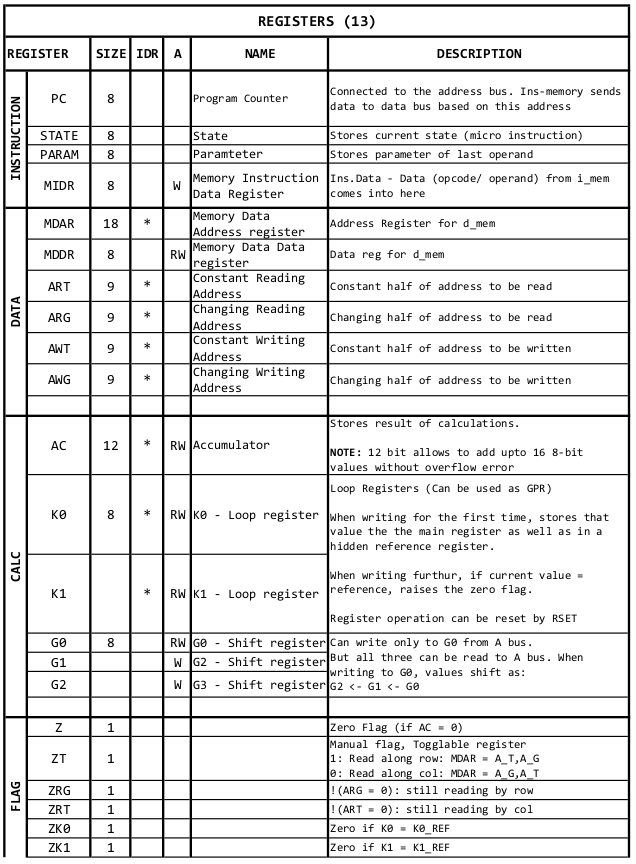 REGISTERS (13)
REGISTER SIZE IDR A NAME DESCRIPTION
INSTRUCTION
PC 8 Program Counter Connected to the address bus. Ins-memory sends
data to data bus based on this address
STATE 8 State Stores current state (micro instruction)
PARAM 8 Paramteter Stores parameter of last operand
MIDR 8 W Memory Instruction Ins.Data - Data (opcode/ operand) from i_mem
Data Register comes into here
DATA
MDAR 18 * Memory Data Address Register for d_mem
Address register
MDDR 8 RW Memory Data Data Data reg for d_mem
register
ART 9 * Constant Reading Constant half of address to be read
Address
ARG 9 * Changing Reading Changing half of address to be read
Address
AWT 9 * Constant Writing Constant half of address to be written
Address
AWG 9 * Changing Writing Changing half of address to be written
Address
CALC
AC 12 * RW Accumulator Stores result of calculations.
NOTE: 12 bit allows to add upto 16 8-bit
values without overflow error
K0 8 * RW K0 - Loop register Loop Registers (Can be used as GPR)
When writing for the first time, stores that
value the the main register as well as in a
hidden reference register.
K1 * RW K1 - Loop register When writing furthur, if current value =
reference, raises the zero flag.
Register operation can be reset by RSET
G0 8 RW G0 - Shift register Can write only to G0 from A bus.
G1 W G2 - Shift register But all three can be read to A bus. When
G2 W G3 - Shift register writing to G0, values shift as:
G2 <- G1 <- G0
FLAG
Z 1 Zero Flag (if AC = 0)
ZT 1 Manual flag, Togglable register
1: Read along row: MDAR = A_T,A_G
0: Read along col: MDAR = A_G,A_T
ZRG 1 !(ARG = 0): still reading by row
ZRT 1 !(ART = 0): still reading by col
ZK0 1 Zero if K0 = K0_REF
ZK1 1 Zero if K1 = K1_REF